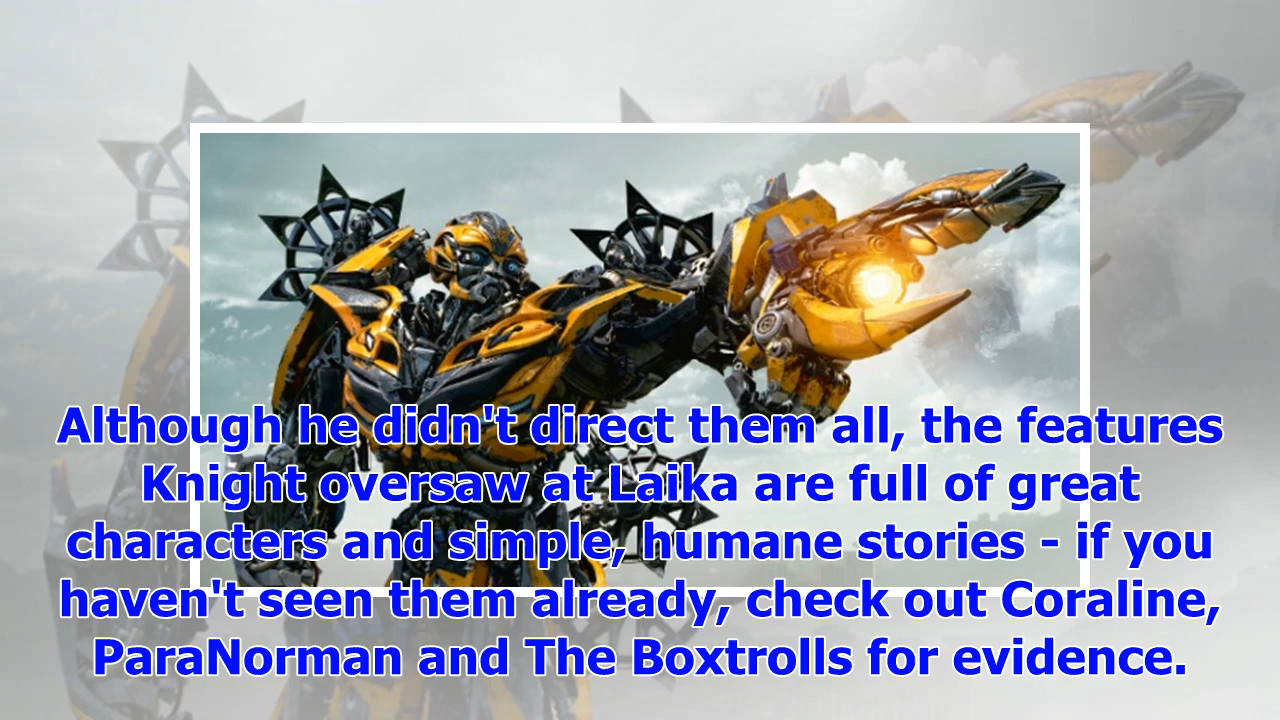 Although he didn't direct them all, the features
Knight oversaw at Laika are full of great
characters and simple, humane stories - if you
haven't seen them already, check out Coraline,
ParaNorman and The Boxtrolls for evidence.